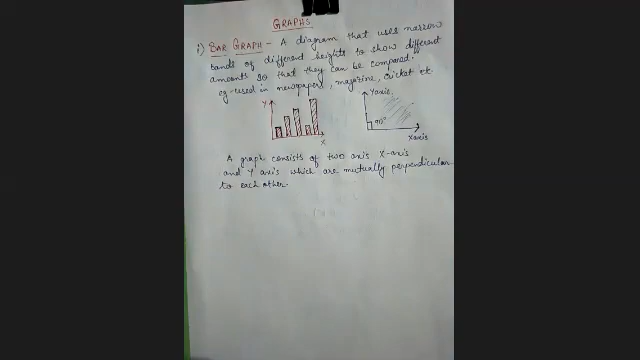 GRAPHS
i) BAR GRAPH - A diagram that uses narrow
bands of different heights to show different
amounts so that they can be compared.
eg used in newspapers, magazine, cricket etc
Y
X
Y axis
90°
X axis
A graph consists of two axis X-axis
and Y axis which are mutually perpendicular
to each other.